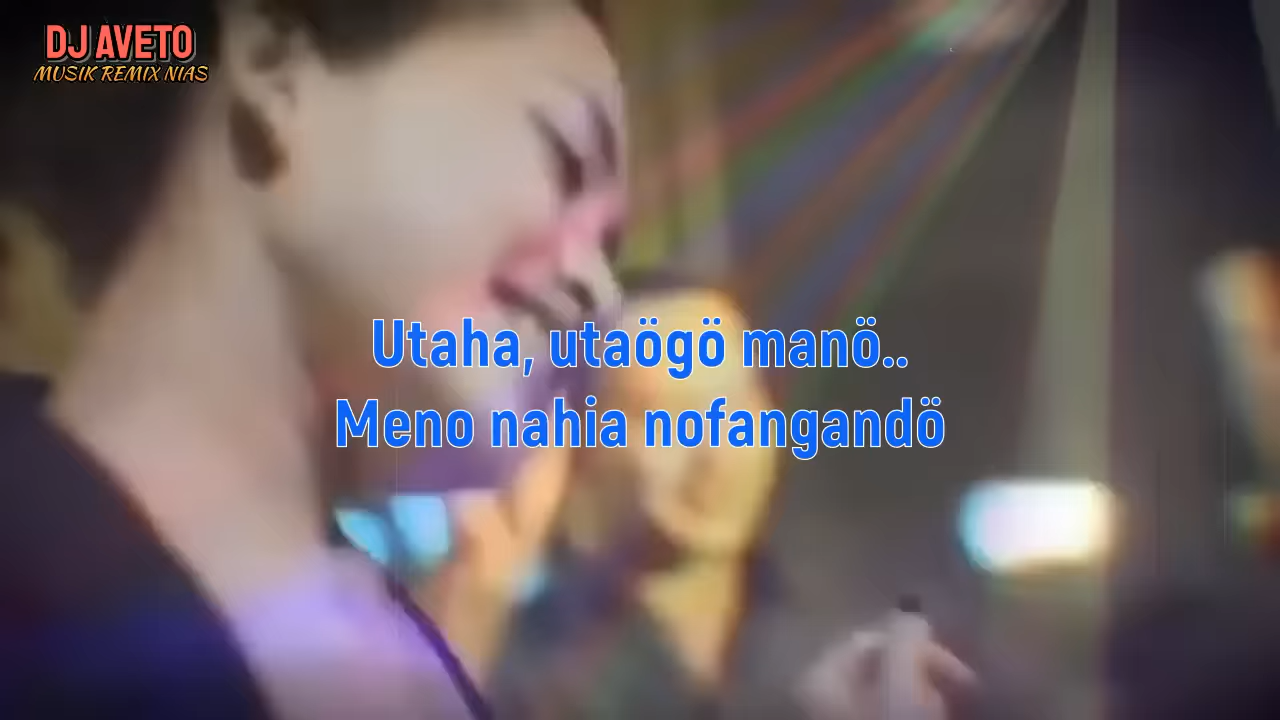 DJ AVETO
MUSIK REMIX NIAS
Utaha, utaögö manö..
Meno nahia nofangandö